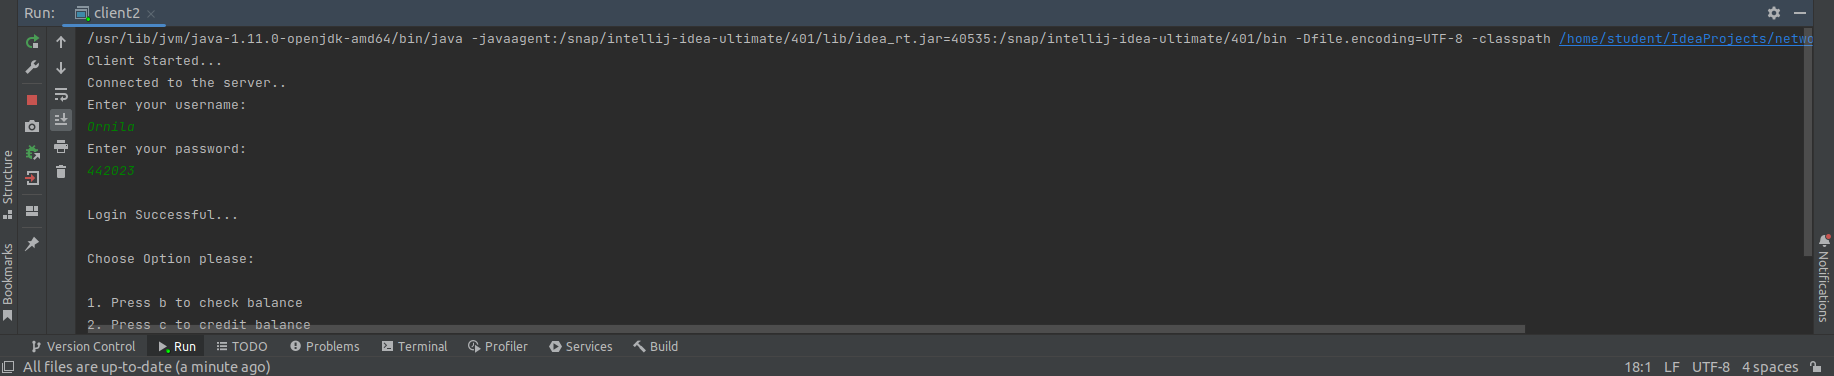 Run: client2
/usr/lib/jvm/java-1.11.0-openjdk-amd64/bin/java -javaagent:/snap/intellij-idea-ultimate/401/lib/idea_rt.jar=40535:/snap/intellij-idea-ultimate/401/bin -Dfile.encoding=UTF-8 -classpath /home/student/IdeaProjects/netwo
Client Started...
Connected to the server..
Enter your username:
Ornila
Enter your password:
442023
Login Successful...
Choose Option please:
1. Press b to check balance
2. Press c to credit balance
Structure
Bookmarks
Notifications
Version Control Run TODO Problems Terminal Profiler Services Build
All files are up-to-date (a minute ago) 18:1 LF UTF-8 4 spaces